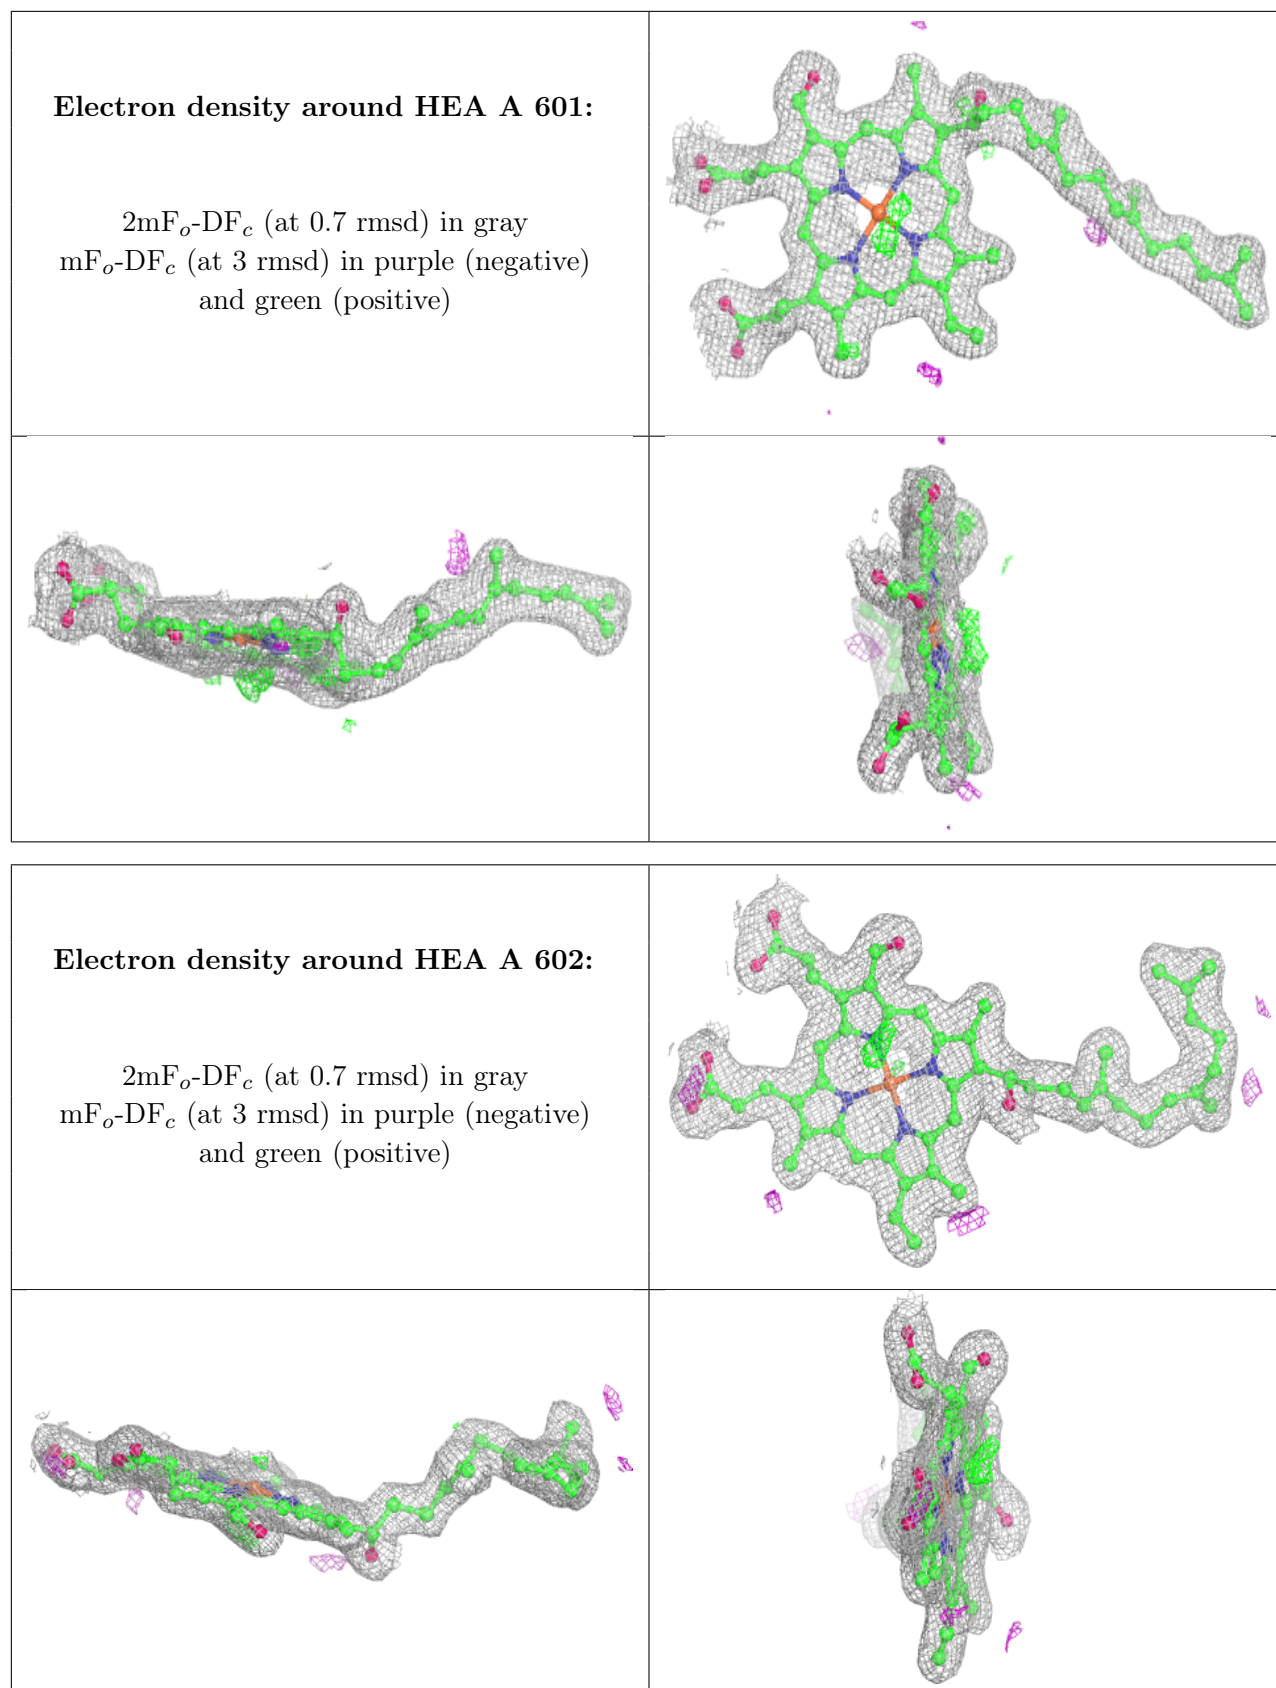 Electron density around HEA A 601:
2mFo-DFc (at 0.7 rmsd) in gray
mFo-DFc (at 3 rmsd) in purple (negative)
and green (positive)
Electron density around HEA A 602:
2mFo-DFc (at 0.7 rmsd) in gray
mFo-DFc (at 3 rmsd) in purple (negative)
and green (positive)